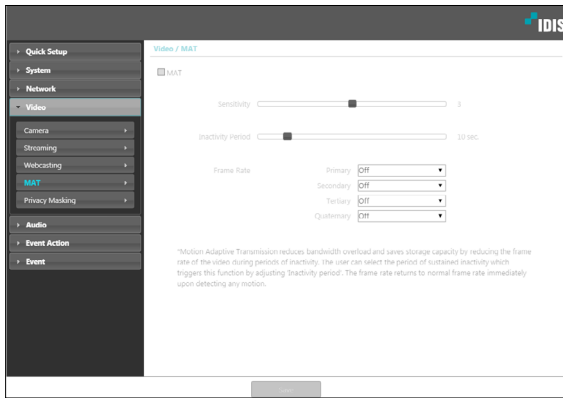 IDIS
Quick Setup
System
Network
Video
Camera
Streaming
Webcasting
MAT
Privacy Masking
Audio
Event Action
Event
Video / MAT
MAT
Sensitivity 3
Inactivity Period 10 sec.
Frame Rate Primary Off
Secondary Off
Tertiary Off
Quaternary Off
"Motion Adaptive Transmission reduces bandwidth overload and saves storage capacity by reducing the frame
rate of the video during periods of inactivity. The user can select the period of sustained inactivity which
triggers this function by adjusting 'Inactivity period'. The frame rate returns to normal frame rate immediately
upon detecting any motion.